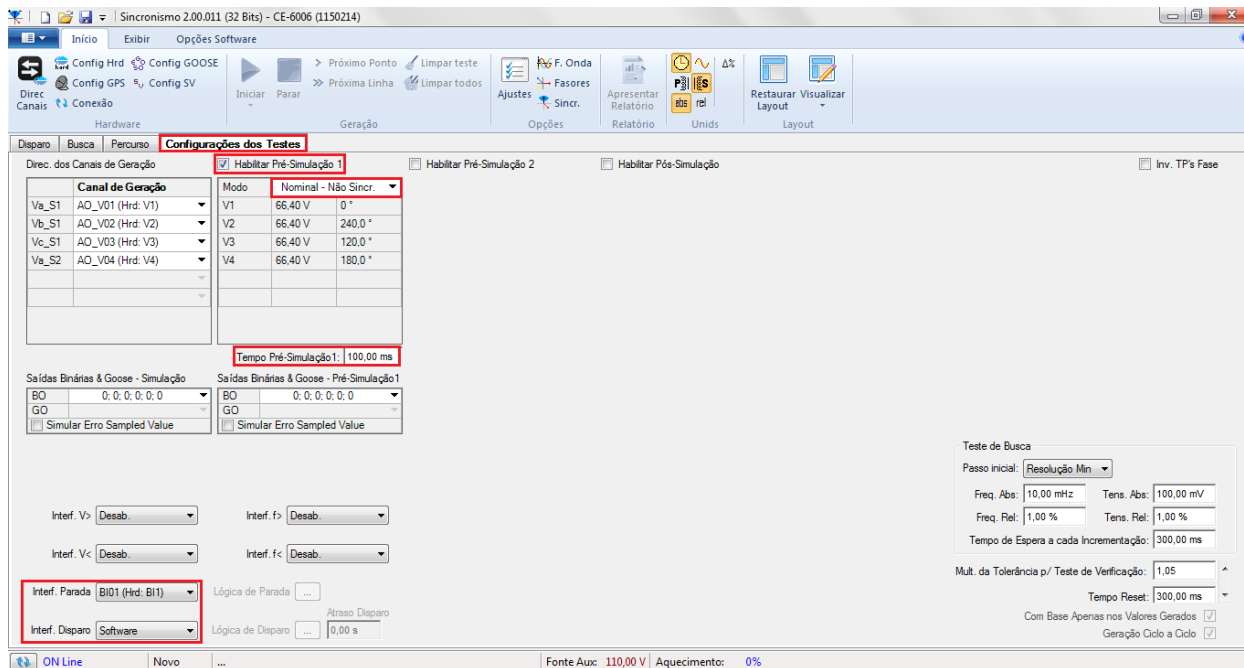 Sincronismo 2.00.011 (32 Bits) - CE-6006 (1150214)
Início Exibir Opções Software
Direc Canais
Config Hrd Config GOOSE
Config GPS Config SV
Conexão
Hardware
Iniciar Parar
> Próximo Ponto Limpar teste
>> Próxima Linha Limpar todos
Geração
Ajustes
F. Onda
Fasores
Sincr.
Opções
Apresentar Relatório
Relatório
Δ%
P S
abs rel
Unids
Restaurar Layout
Visualizar
Layout
Disparo Busca Percurso Configurações dos Testes
Direc. dos Canais de Geração Habilitar Pré-Simulação 1 Habilitar Pré-Simulação 2 Habilitar Pós-Simulação Inv. TP's Fase
Canal de Geração Modo Nominal - Não Sincr.
Va_S1 AO_V01 (Hrd: V1) V1 66,40 V 0 °
Vb_S1 AO_V02 (Hrd: V2) V2 66,40 V 240,0 °
Vc_S1 AO_V03 (Hrd: V3) V3 66,40 V 120,0 °
Va_S2 AO_V04 (Hrd: V4) V4 66,40 V 180,0 °
Tempo Pré-Simulação1: 100,00 ms
Saídas Binárias & Goose - Simulação Saídas Binárias & Goose - Pré-Simulação1
BO 0; 0; 0; 0; 0; 0 BO 0; 0; 0; 0; 0; 0
GO GO
Simular Erro Sampled Value Simular Erro Sampled Value
Interf. V> Desab. Interf. f> Desab.
Interf. V< Desab. Interf. f< Desab.
Interf. Parada BI01 (Hrd: BI1) Lógica de Parada ...
Atraso Disparo
Interf. Disparo Software Lógica de Disparo ... 0,00 s
Teste de Busca
Passo inicial: Resolução Min
Freq. Abs: 10,00 mHz Tens. Abs: 100,00 mV
Freq. Rel: 1,00 % Tens. Rel: 1,00 %
Tempo de Espera a cada Incrementação: 300,00 ms
Mult. da Tolerância p/ Teste de Verificação: 1,05
Tempo Reset: 300,00 ms
Com Base Apenas nos Valores Gerados
Geração Ciclo a Ciclo
ON Line Novo ... Fonte Aux: 110,00 V Aquecimento: 0%